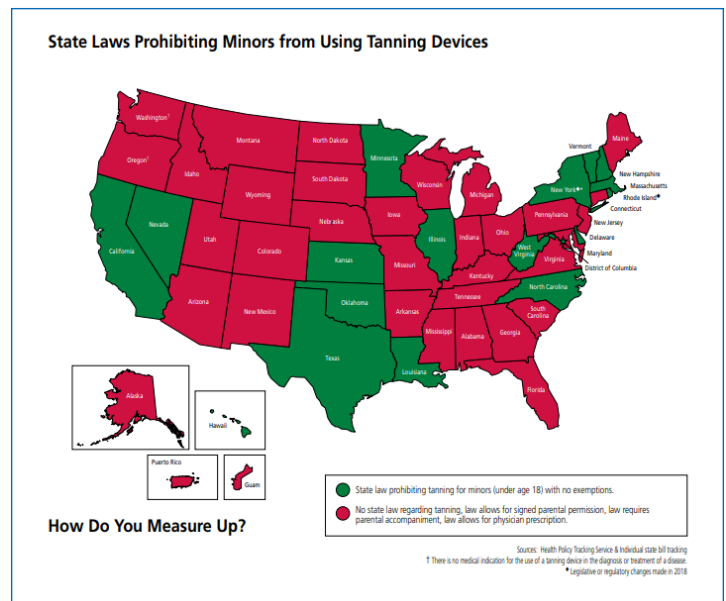 State Laws Prohibiting Minors from Using Tanning Devices
Washington†
Montana
North Dakota
Minnesota
Vermont
Maine
Oregon†
Idaho
South Dakota
Wisconsin
Michigan
New York*
New Hampshire
Massachusetts
Rhode Island*
Connecticut
Wyoming
Nebraska
Iowa
Pennsylvania
New Jersey
Nevada
Utah
Colorado
Illinois
Indiana
Ohio
Delaware
Maryland
District of Columbia
California
Kansas
Missouri
West
Virginia
Virginia
Kentucky
Arizona
New Mexico
Oklahoma
Arkansas
Tennessee
North Carolina
South
Carolina
Texas
Louisiana
Mississippi
Alabama
Georgia
Florida
Alaska
Hawaii
Puerto Rico
Guam
State law prohibiting tanning for minors (under age 18) with no exemptions.
No state law regarding tanning, law allows for signed parental permission, law requires
parental accompaniment, law allows for physician prescription.
How Do You Measure Up?
Sources: Health Policy Tracking Service & Individual state bill tracking
† There is no medical indication for the use of a tanning device in the diagnosis or treatment of a disease.
* Legislative or regulatory changes made in 2018